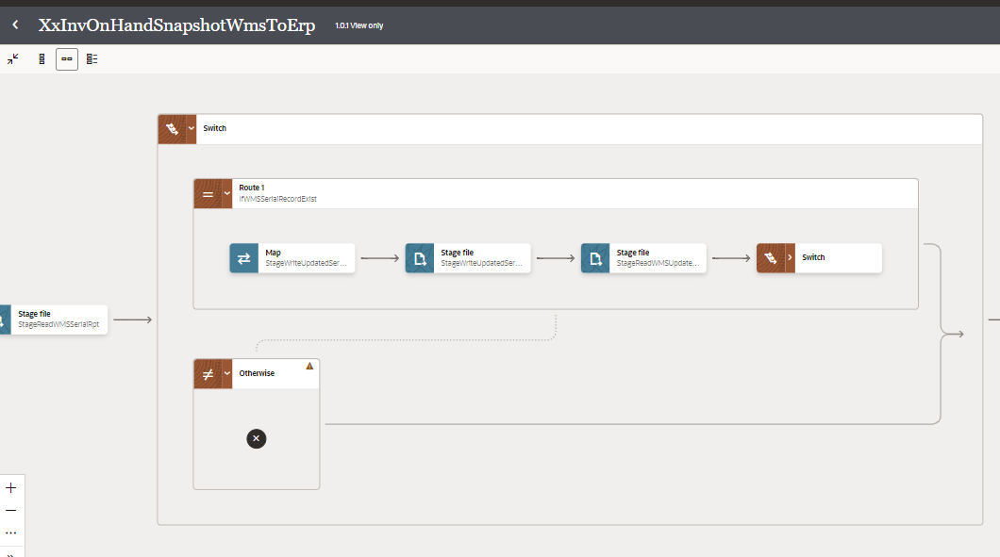 XxInvOnHandSnapshotWmsToErp
1.0.1 View only
Switch
Route 1
IfWMSSerialRecordExist
Map
StageWriteUpdatedSer...
Stage file
StageWriteUpdatedSer...
Stage file
StageReadWMSUpdate...
Switch
Stage file
StageReadWMSSerialRpt
Otherwise